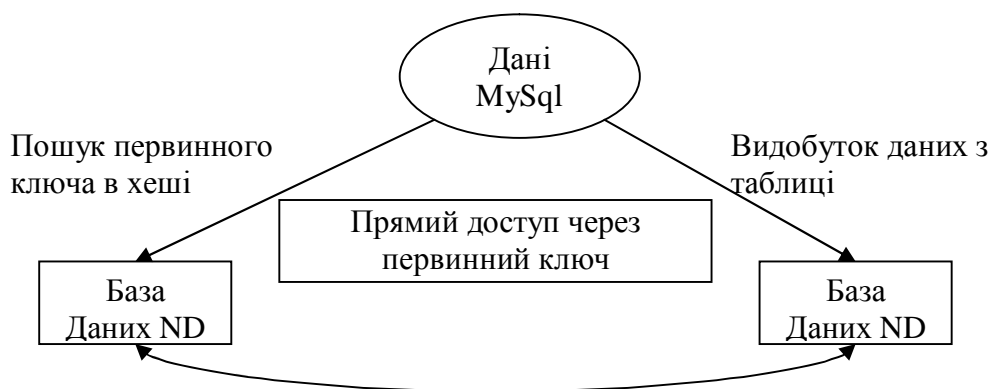 Дані
MySql
Пошук первинного
ключа в хеші
Видобуток даних з
таблиці
Прямий доступ через
первинний ключ
База
Даних ND
База
Даних ND